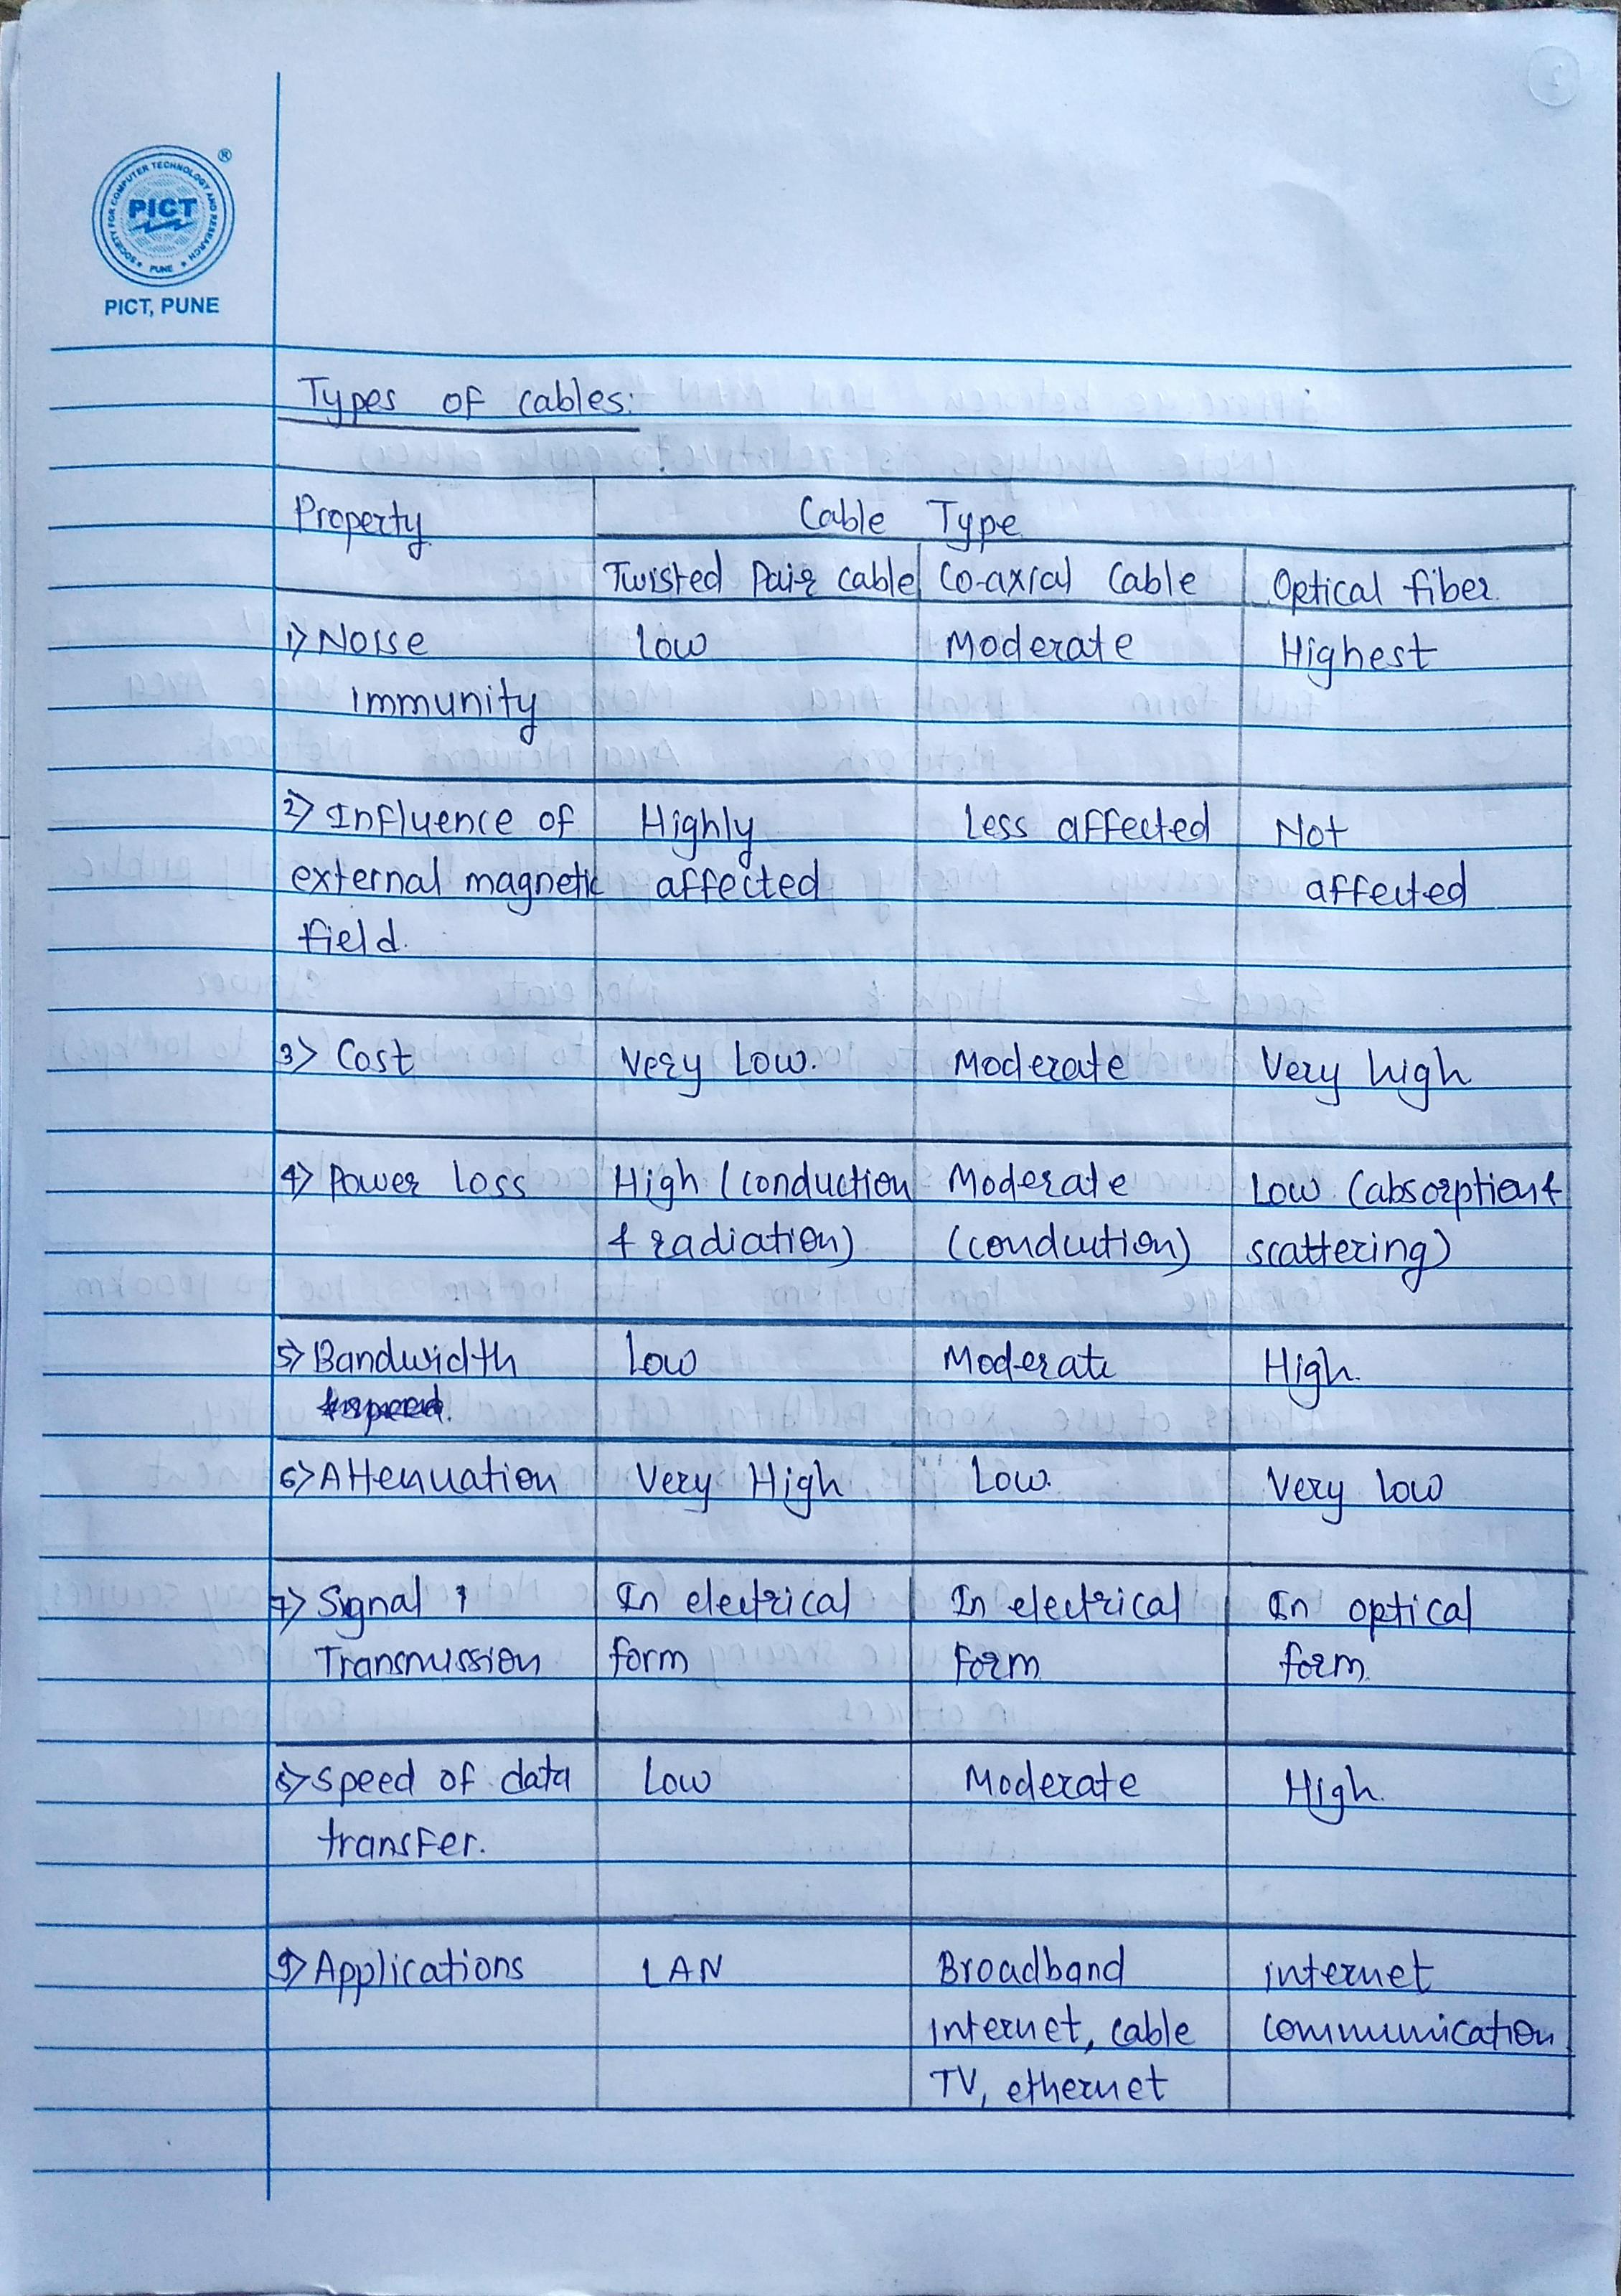 ®
SOCIETY FOR COMPUTER TECHNOLOGY AND RESEARCH
PICT
★ PUNE ★
PICT, PUNE
Types of cables:
Property Cable Type
Twisted Pair cable Co-axial Cable Optical fiber.
1) Noise Low Moderate Highest
Immunity
2) Influence of Highly Less affected Not
external magnetic affected affected
field.
3) Cost Very Low. Moderate Very high
4) Power loss High (conduction Moderate Low (absorption &
& radiation) (conduction) scattering)
5) Bandwidth Low Moderate High.
6) Attenuation Very High Low. Very low
7) Signal In electrical In electrical In optical
Transmission form form form.
8) Speed of data Low Moderate High.
transfer.
9) Applications LAN Broadband internet
internet, cable communication
TV, ethernet